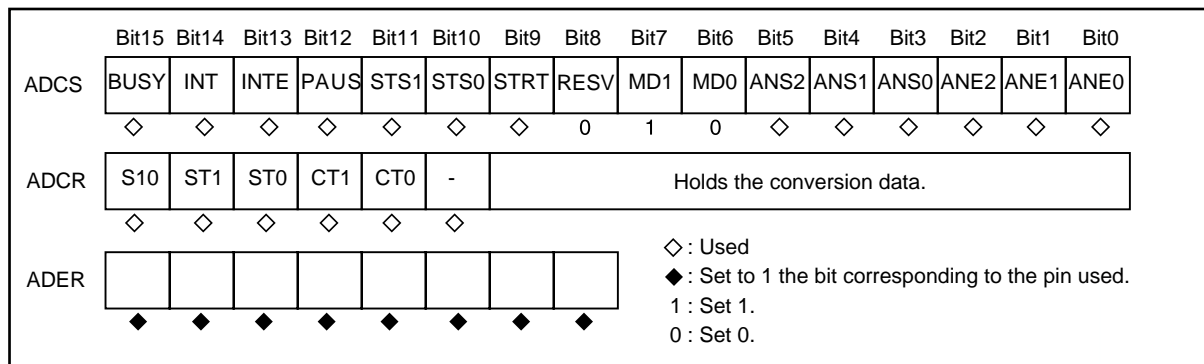 Bit15 Bit14 Bit13 Bit12 Bit11 Bit10 Bit9 Bit8 Bit7 Bit6 Bit5 Bit4 Bit3 Bit2 Bit1 Bit0
ADCS BUSY INT INTE PAUS STS1 STS0 STRT RESV MD1 MD0 ANS2 ANS1 ANS0 ANE2 ANE1 ANE0
◇ ◇ ◇ ◇ ◇ ◇ ◇ 0 1 0 ◇ ◇ ◇ ◇ ◇ ◇
ADCR S10 ST1 ST0 CT1 CT0 - Holds the conversion data.
◇ ◇ ◇ ◇ ◇ ◇
ADER
◆ ◆ ◆ ◆ ◆ ◆ ◆ ◆
◇ : Used
◆ : Set to 1 the bit corresponding to the pin used.
1 : Set 1.
0 : Set 0.